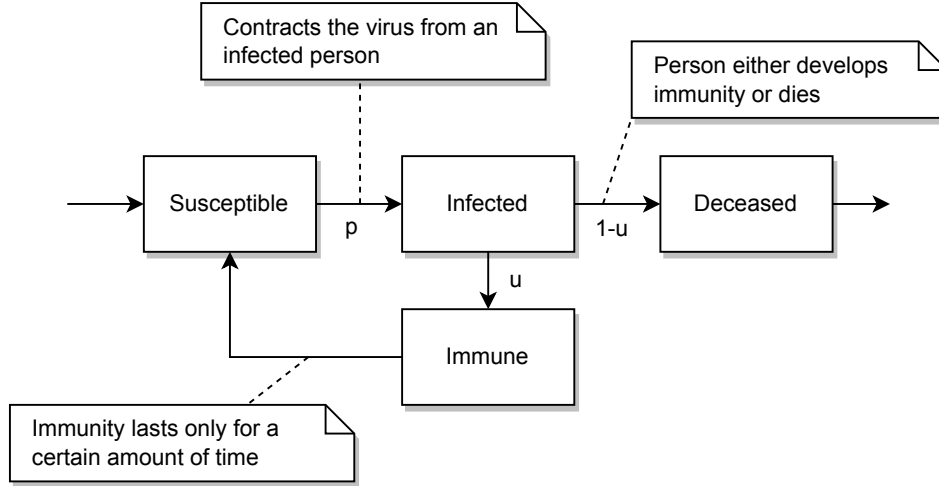 Contracts the virus from an
infected person
Person either develops
immunity or dies
Susceptible
p
Infected
1-u
Deceased
u
Immune
Immunity lasts only for a
certain amount of time